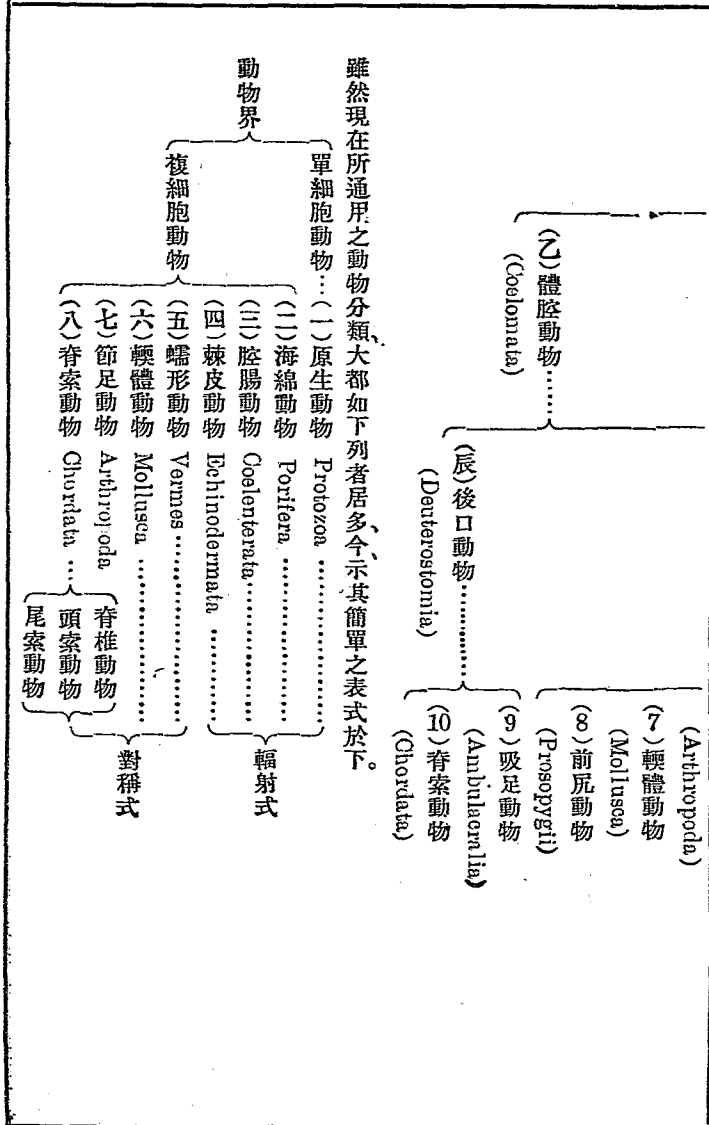 (Arthropoda)
(7)輭體動物
(Mollusca)
(8)前尻動物
(Prosopygii)
(乙)體腔動物……
(Coelomata)
(辰)後口動物…………
(Deuterostomia)
(9)吸足動物
(Ambulacralia)
(10)脊索動物
(Chordata)
雖然現在所通用之動物分類、大都如下列者居多、今示其簡單之表式於下。
動物界
單細胞動物…(一)原生動物 Protozoa
複細胞動物
(二)海綿動物 Porifera
(三)腔腸動物 Coelenterata
(四)棘皮動物 Echinodermata
輻射式
(五)蠕形動物 Vermes
(六)輭體動物 Mollusca
(七)節足動物 Arthropoda
(八)脊索動物 Chordata
脊椎動物
頭索動物
尾索動物
對稱式